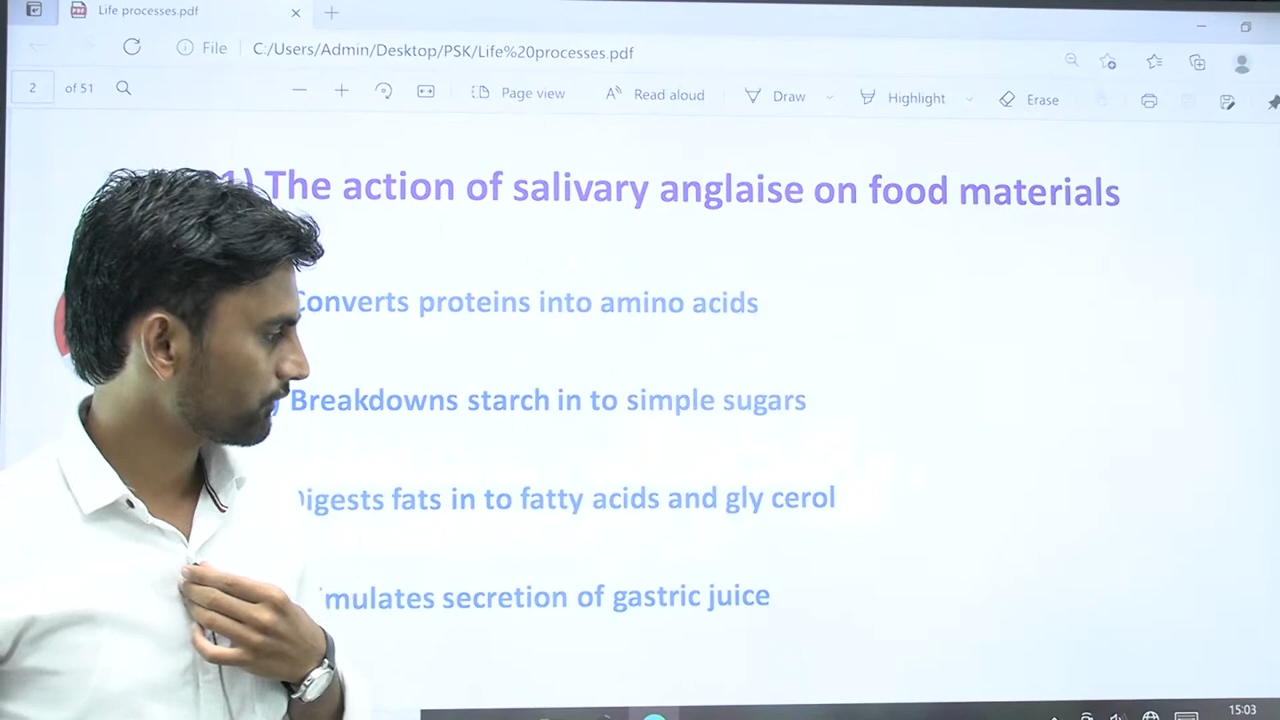 Life processes.pdf
File C:/Users/Admin/Desktop/PSK/Life%20processes.pdf
2 of 51 Page view Read aloud Draw Highlight Erase
1) The action of salivary anglaise on food materials
Converts proteins into amino acids
) Breakdowns starch in to simple sugars
Digests fats in to fatty acids and gly cerol
mulates secretion of gastric juice
15:03